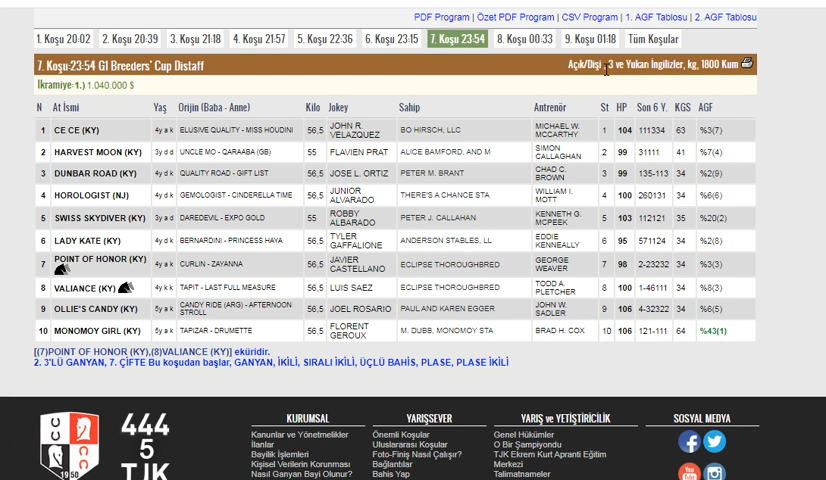 PDF Program | Özet PDF Program | CSV Program | 1. AGF Tablosu | 2. AGF Tablosu
1. Koşu 20:02 2. Koşu 20:39 3. Koşu 21:18 4. Koşu 21:57 5. Koşu 22:36 6. Koşu 23:15 7. Koşu 23:54 8. Koşu 00:33 9. Koşu 01:18 Tüm Koşular
7. Koşu:23:54 G1 Breeders' Cup Distaff Açık/Dişi , 3 ve Yukarı İngilizler, kg, 1800 Kum
İkramiye:1.) 1.040.000 $
N At İsmi Yaş Orijin (Baba - Anne) Kilo Jokey Sahip Antrenör St HP Son 6 Y. KGS AGF
1 CE CE (KY) 4y a k ELUSIVE QUALITY - MISS HOUDINI 56,5 JOHN R. VELAZQUEZ BO HIRSCH, LLC MICHAEL W. MCCARTHY 1 104 111334 63 %3(7)
2 HARVEST MOON (KY) 3y d d UNCLE MO - QARAABA (GB) 55 FLAVIEN PRAT ALICE BAMFORD, AND M SIMON CALLAGHAN 2 99 31111 41 %7(4)
3 DUNBAR ROAD (KY) 4y d k QUALITY ROAD - GIFT LIST 56,5 JOSE L. ORTIZ PETER M. BRANT CHAD C. BROWN 3 99 135-113 34 %2(9)
4 HOROLOGIST (NJ) 4y d k GEMOLOGIST - CINDERELLA TIME 56,5 JUNIOR ALVARADO THERE'S A CHANCE STA WILLIAM I. MOTT 4 100 260131 34 %6(6)
5 SWISS SKYDIVER (KY) 3y a d DAREDEVIL - EXPO GOLD 55 ROBBY ALBARADO PETER J. CALLAHAN KENNETH G. MCPEEK 5 103 112121 35 %20(2)
6 LADY KATE (KY) 4y d k BERNARDINI - PRINCESS HAYA 56,5 TYLER GAFFALIONE ANDERSON STABLES, LL EDDIE KENNEALLY 6 95 571124 34 %2(8)
7 POINT OF HONOR (KY) 4y a k CURLIN - ZAYANNA 56,5 JAVIER CASTELLANO ECLIPSE THOROUGHBRED GEORGE WEAVER 7 98 2-23232 34 %3(3)
8 VALIANCE (KY) 4y k k TAPIT - LAST FULL MEASURE 56,5 LUIS SAEZ ECLIPSE THOROUGHBRED TODD A. PLETCHER 8 100 1-46111 34 %8(3)
9 OLLIE'S CANDY (KY) 5y a k CANDY RIDE (ARG) - AFTERNOON STROLL 56,5 JOEL ROSARIO PAUL AND KAREN EGGER JOHN W. SADLER 9 106 4-32322 34 %6(5)
10 MONOMOY GIRL (KY) 5y a k TAPIZAR - DRUMETTE 56,5 FLORENT GEROUX M. DUBB, MONOMOY STA BRAD H. COX 10 106 121-111 64 %43(1)
[(7)POINT OF HONOR (KY),(8)VALIANCE (KY)] eküridir.
2. 3'LÜ GANYAN, 7. ÇİFTE Bu koşudan başlar, GANYAN, İKİLİ, SIRALI İKİLİ, ÜÇLÜ BAHİS, PLASE, PLASE İKİLİ
444
5
TJK
1950
KURUMSAL
Kanunlar ve Yönetmelikler
İlanlar
Bayilik İşlemleri
Kişisel Verilerin Korunması
Nasıl Ganyan Bayi Olunur?
YARIŞSEVER
Önemli Koşular
Uluslararası Koşular
Foto-Finiş Nasıl Çalışır?
Bağlantılar
Bahis Yap
YARIŞ ve YETİŞTİRİCİLİK
Genel Hükümler
O Bir Şampiyondu
TJK Ekrem Kurt Apranti Eğitim
Merkezi
Talimatnameler
SOSYAL MEDYA
You